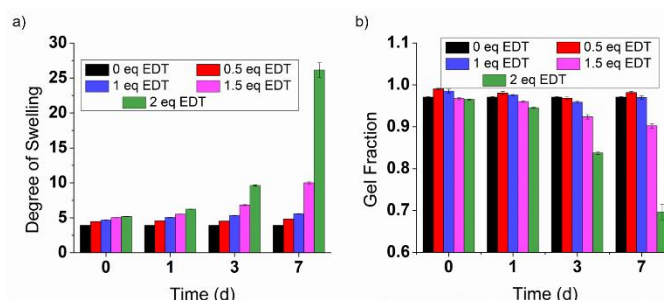 a)
30
25
20
15
10
5
0
Degree of Swelling
0 eq EDT
0.5 eq EDT
1 eq EDT
1.5 eq EDT
2 eq EDT
0 1 3 7
Time (d)
b)
1.1
1.0
0.9
0.8
0.7
0.6
Gel Fraction
0 eq EDT
0.5 eq EDT
1 eq EDT
1.5 eq EDT
2 eq EDT
0 1 3 7
Time (d)